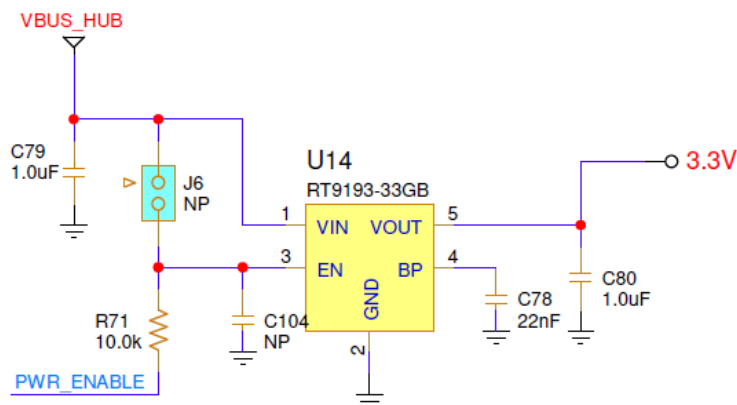 VBUS_HUB
C79
1.0uF
J6
NP
U14
RT9193-33GB
3.3V
1
VIN
VOUT
5
3
EN
BP
4
GND
2
C78
22nF
C80
1.0uF
R71
10.0k
C104
NP
PWR_ENABLE